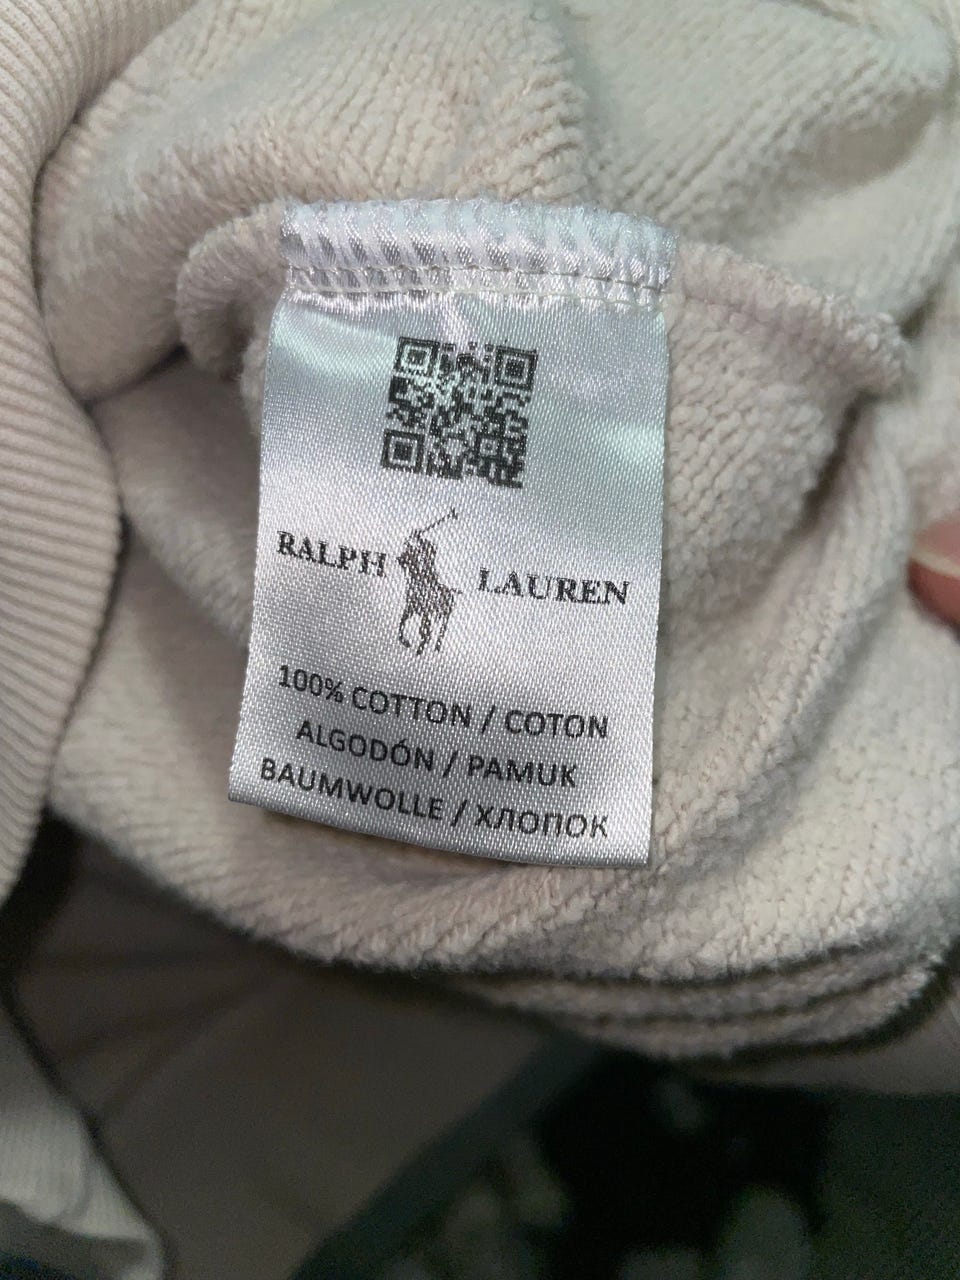 RALPH LAUREN
100% COTTON / COTON
ALGODÓN / PAMUK
BAUMWOLLE / ХЛОПОК